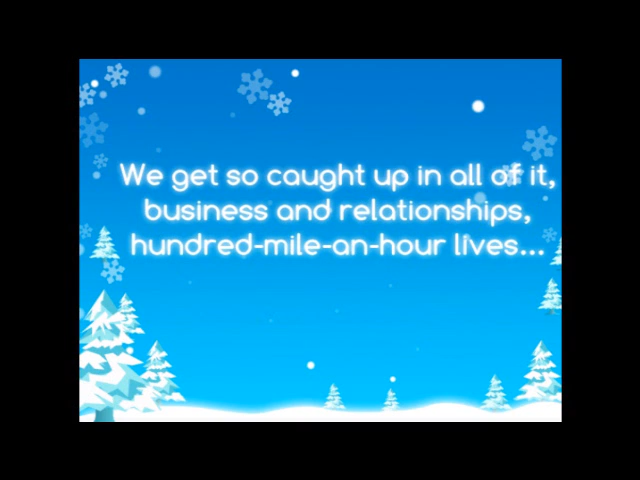 We get so caught up in all of it,
business and relationships,
hundred-mile-an-hour lives...